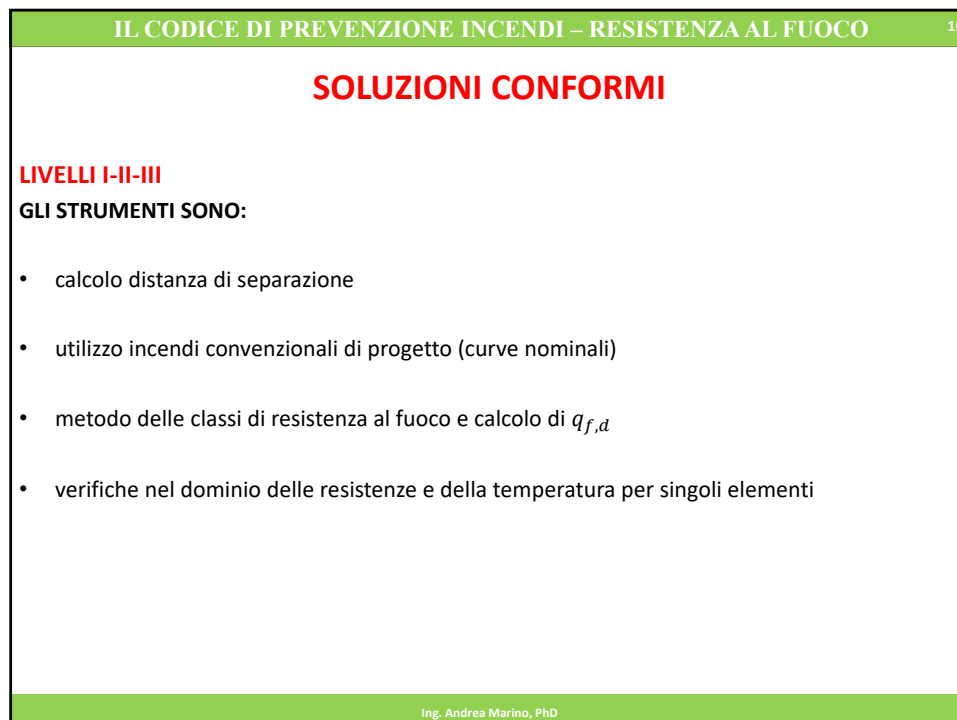 IL CODICE DI PREVENZIONE INCENDI – RESISTENZA AL FUOCO
SOLUZIONI CONFORMI
LIVELLI I-II-III
GLI STRUMENTI SONO:
• calcolo distanza di separazione
• utilizzo incendi convenzionali di progetto (curve nominali)
• metodo delle classi di resistenza al fuoco e calcolo di q_{f,d}
• verifiche nel dominio delle resistenze e della temperatura per singoli elementi
Ing. Andrea Marino, PhD